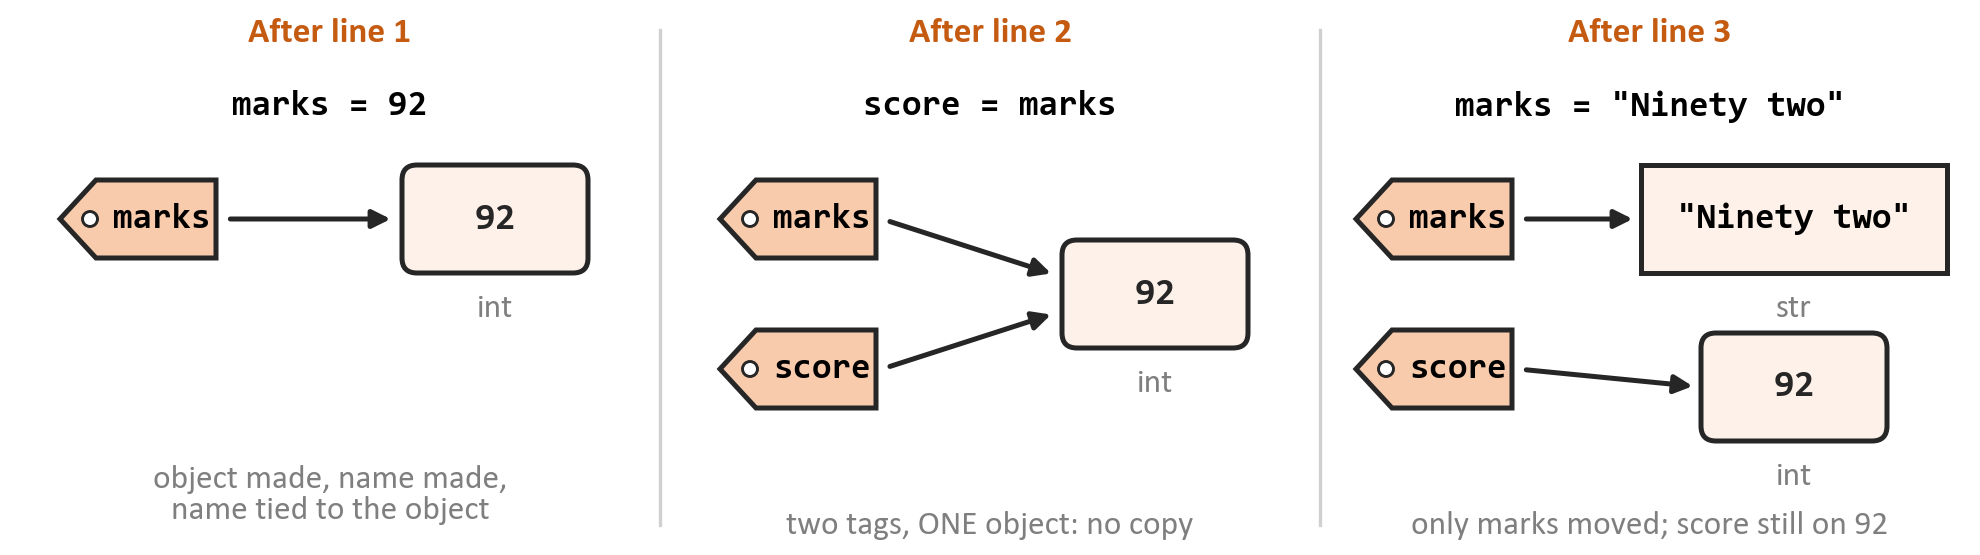 After line 1
marks = 92
marks
92
int
object made, name made,
name tied to the object
After line 2
score = marks
marks
92
score
int
two tags, ONE object: no copy
After line 3
marks = "Ninety two"
marks
"Ninety two"
str
score
92
int
only marks moved; score still on 92